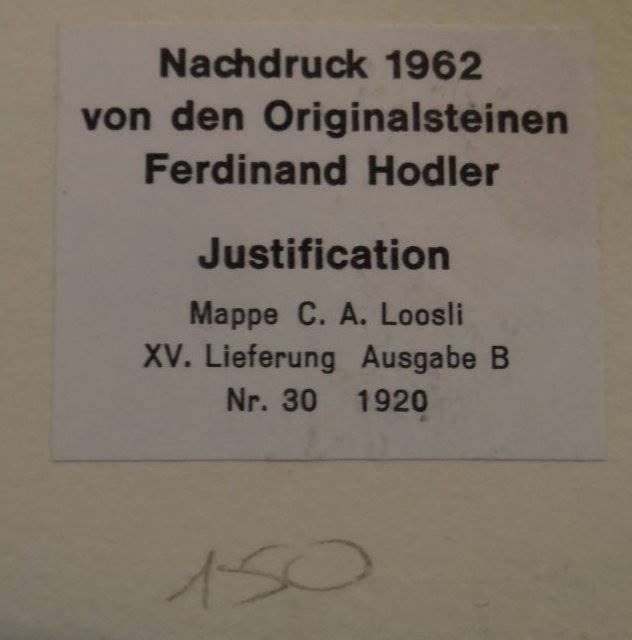 Nachdruck 1962
von den Originalsteinen
Ferdinand Hodler
Justification
Mappe C. A. Loosli
XV. Lieferung Ausgabe B
Nr. 30 1920
150